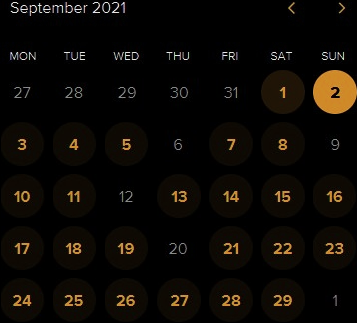 September 2021
MON TUE WED THU FRI SAT SUN
27 28 29 30 31 1 2
3 4 5 6 7 8 9
10 11 12 13 14 15 16
17 18 19 20 21 22 23
24 25 26 27 28 29 1